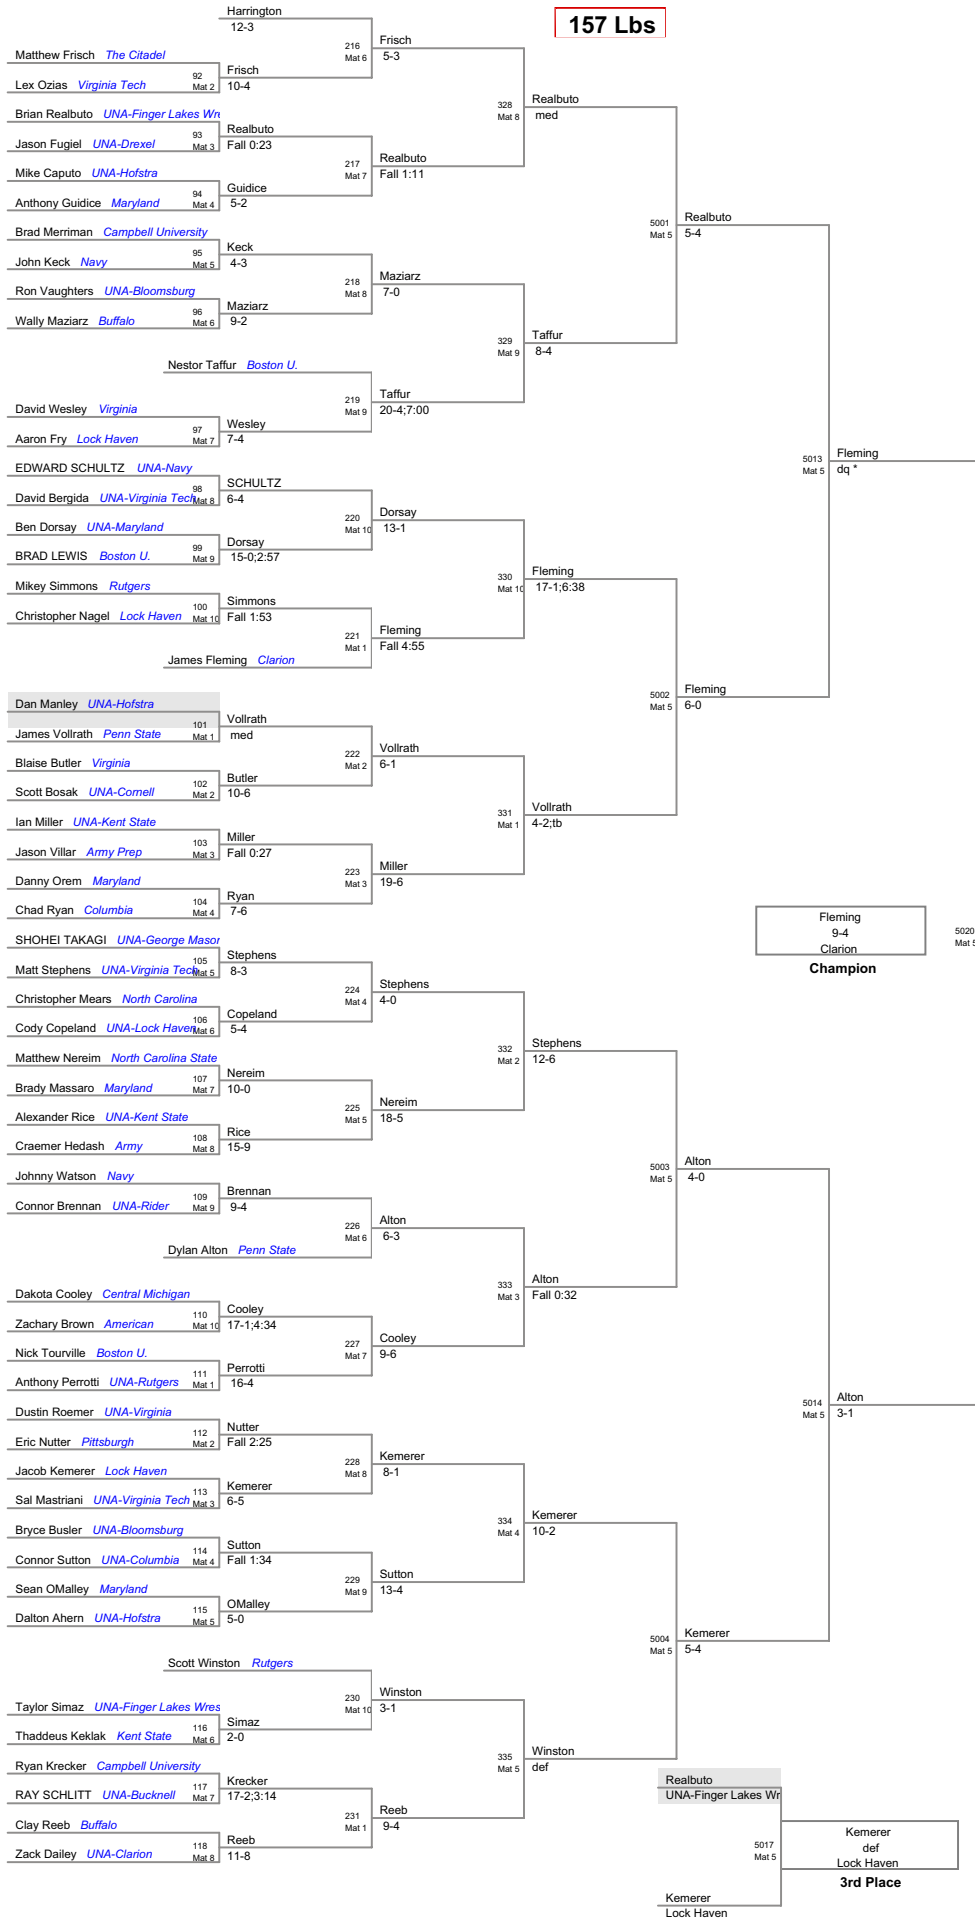 157 Lbs
Harrington
12-3
216
Mat 6
Frisch
5-3
Matthew Frisch The Citadel
92
Mat 2
Frisch
10-4
Lex Ozias Virginia Tech
328
Mat 8
Realbuto
med
Brian Realbuto UNA-Finger Lakes Wre
93
Mat 3
Realbuto
Fall 0:23
Jason Fugiel UNA-Drexel
217
Mat 7
Realbuto
Fall 1:11
Mike Caputo UNA-Hofstra
94
Mat 4
Guidice
5-2
Anthony Guidice Maryland
5001
Mat 5
Realbuto
5-4
Brad Merriman Campbell University
95
Mat 5
Keck
4-3
John Keck Navy
218
Mat 8
Maziarz
7-0
Ron Vaughters UNA-Bloomsburg
96
Mat 6
Maziarz
9-2
Wally Maziarz Buffalo
329
Mat 9
Taffur
8-4
Nestor Taffur Boston U.
219
Mat 9
Taffur
20-4;7:00
David Wesley Virginia
97
Mat 7
Wesley
7-4
Aaron Fry Lock Haven
5013
Mat 5
Fleming
dq *
EDWARD SCHULTZ UNA-Navy
98
Mat 8
SCHULTZ
6-4
David Bergida UNA-Virginia Tech
220
Mat 10
Dorsay
13-1
Ben Dorsay UNA-Maryland
99
Mat 9
Dorsay
15-0;2:57
BRAD LEWIS Boston U.
330
Mat 10
Fleming
17-1;6:38
Mikey Simmons Rutgers
100
Mat 10
Simmons
Fall 1:53
Christopher Nagel Lock Haven
221
Mat 1
Fleming
Fall 4:55
James Fleming Clarion
5002
Mat 5
Fleming
6-0
Dan Manley UNA-Hofstra
101
Mat 1
Vollrath
med
James Vollrath Penn State
222
Mat 2
Vollrath
6-1
Blaise Butler Virginia
102
Mat 2
Butler
10-6
Scott Bosak UNA-Cornell
331
Mat 1
Vollrath
4-2;tb
Ian Miller UNA-Kent State
103
Mat 3
Miller
Fall 0:27
Jason Villar Army Prep
223
Mat 3
Miller
19-6
Danny Orem Maryland
104
Mat 4
Ryan
7-6
Chad Ryan Columbia
Fleming
9-4
Clarion
Champion
5020
Mat 5
SHOHEI TAKAGI UNA-George Mason
105
Mat 5
Stephens
8-3
Matt Stephens UNA-Virginia Tech
224
Mat 4
Stephens
4-0
Christopher Mears North Carolina
106
Mat 6
Copeland
5-4
Cody Copeland UNA-Lock Haven
332
Mat 2
Stephens
12-6
Matthew Nereim North Carolina State
107
Mat 7
Nereim
10-0
Brady Massaro Maryland
225
Mat 5
Nereim
18-5
Alexander Rice UNA-Kent State
108
Mat 8
Rice
15-9
Craemer Hedash Army
5003
Mat 5
Alton
4-0
Johnny Watson Navy
109
Mat 9
Brennan
9-4
Connor Brennan UNA-Rider
226
Mat 6
Alton
6-3
Dylan Alton Penn State
333
Mat 3
Alton
Fall 0:32
Dakota Cooley Central Michigan
110
Mat 10
Cooley
17-1;4:34
Zachary Brown American
227
Mat 7
Cooley
9-6
Nick Tourville Boston U.
111
Mat 1
Perrotti
16-4
Anthony Perrotti UNA-Rutgers
5014
Mat 5
Alton
3-1
Dustin Roemer UNA-Virginia
112
Mat 2
Nutter
Fall 2:25
Eric Nutter Pittsburgh
228
Mat 8
Kemerer
8-1
Jacob Kemerer Lock Haven
113
Mat 3
Kemerer
6-5
Sal Mastriani UNA-Virginia Tech
334
Mat 4
Kemerer
10-2
Bryce Busler UNA-Bloomsburg
114
Mat 4
Sutton
Fall 1:34
Connor Sutton UNA-Columbia
229
Mat 9
Sutton
13-4
Sean OMalley Maryland
115
Mat 5
OMalley
5-0
Dalton Ahern UNA-Hofstra
5004
Mat 5
Kemerer
5-4
Scott Winston Rutgers
230
Mat 10
Winston
3-1
Taylor Simaz UNA-Finger Lakes Wres
116
Mat 6
Simaz
2-0
Thaddeus Keklak Kent State
335
Mat 5
Winston
def
Ryan Krecker Campbell University
117
Mat 7
Krecker
17-2;3:14
RAY SCHLITT UNA-Bucknell
231
Mat 1
Reeb
9-4
Clay Reeb Buffalo
118
Mat 8
Reeb
11-8
Zack Dailey UNA-Clarion
Realbuto
UNA-Finger Lakes Wr
5017
Mat 5
Kemerer
def
Lock Haven
3rd Place
Kemerer
Lock Haven